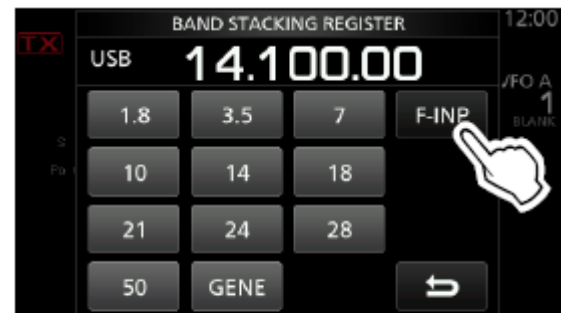 BAND STACKING REGISTER
12:00
TX
USB
14.100.00
VFO A
1
BLANK
1.8 3.5 7 F-INP
S
Po
10 14 18
21 24 28
50 GENE